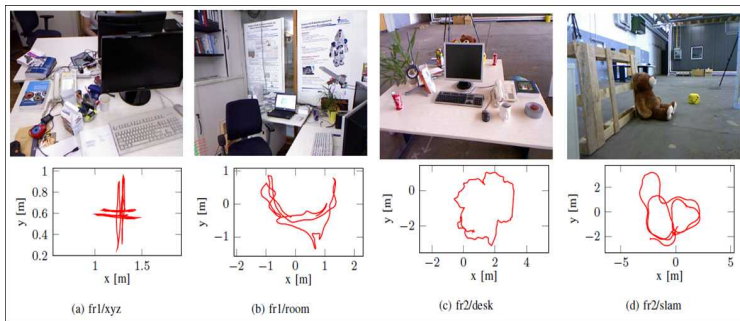 1
0.8
0.6
0.4
0.2
y [m]
1
1.5
x [m]
(a) fr1/xyz
1
0
−1
y [m]
−2
−1
0
1
2
x [m]
(b) fr1/room
0
−2
y [m]
−2
0
2
4
x [m]
(c) fr2/desk
2
0
−2
y [m]
−5
0
5
x [m]
(d) fr2/slam